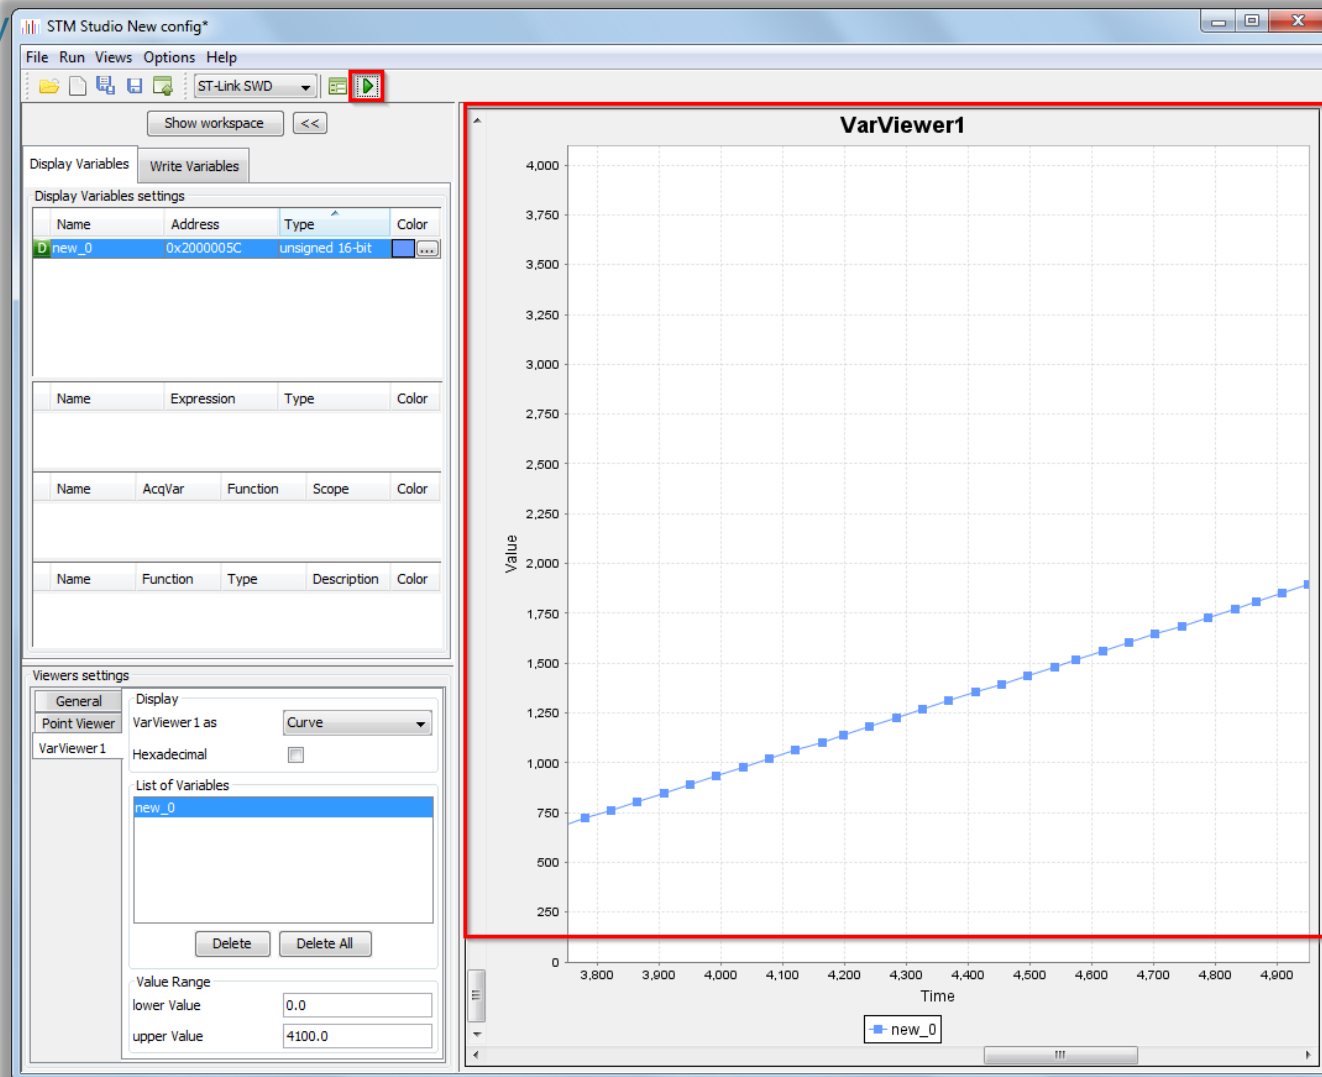 STM Studio New config*
File Run Views Options Help
ST-Link SWD
Show workspace <<
Display Variables Write Variables
Display Variables settings
Name Address Type Color
D new_0 0x2000005C unsigned 16-bit ...
Name Expression Type Color
Name AcqVar Function Scope Color
Name Function Type Description Color
Viewers settings
General
Point Viewer
VarViewer1
Display
VarViewer1 as Curve
Hexadecimal
List of Variables
new_0
Delete Delete All
Value Range
lower Value 0.0
upper Value 4100.0
VarViewer1
4,000
3,750
3,500
3,250
3,000
2,750
2,500
2,250
2,000
1,750
1,500
1,250
1,000
750
500
250
0
Value
3,800 3,900 4,000 4,100 4,200 4,300 4,400 4,500 4,600 4,700 4,800 4,900
Time
new_0